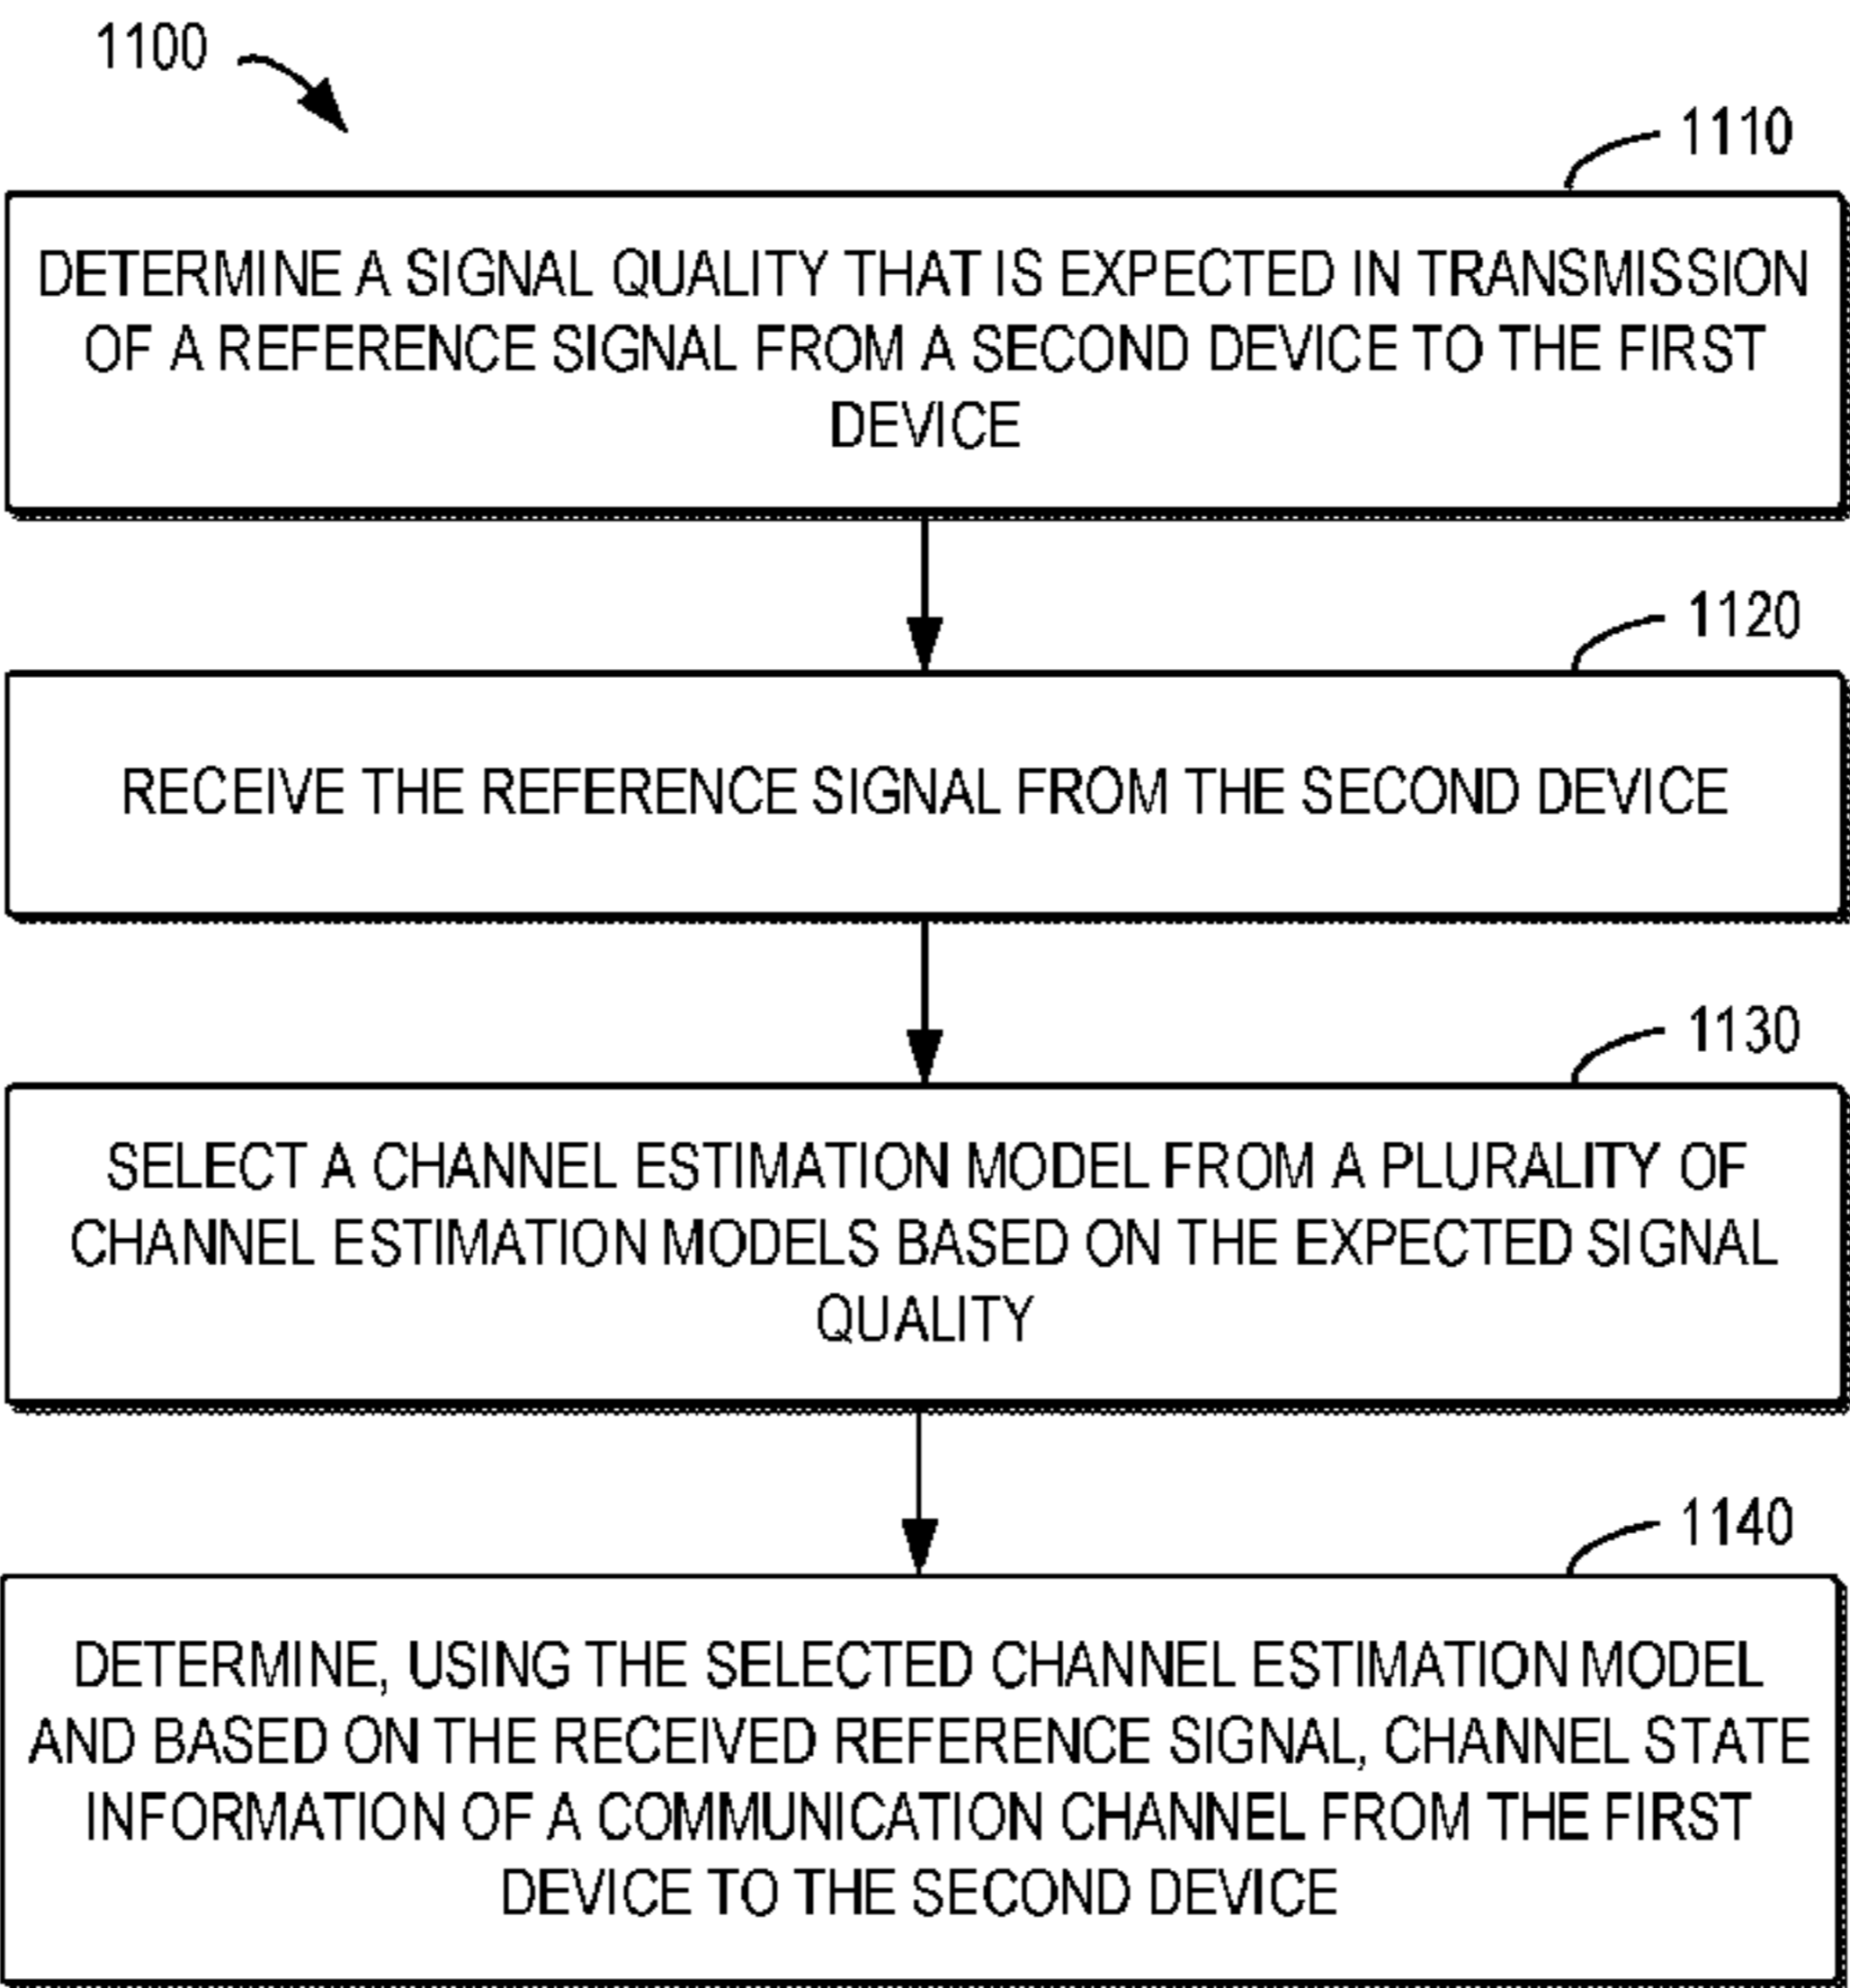 1100
1110
DETERMINE A SIGNAL QUALITY THAT IS EXPECTED IN TRANSMISSION
OF A REFERENCE SIGNAL FROM A SECOND DEVICE TO THE FIRST
DEVICE
1120
RECEIVE THE REFERENCE SIGNAL FROM THE SECOND DEVICE
1130
SELECT A CHANNEL ESTIMATION MODEL FROM A PLURALITY OF
CHANNEL ESTIMATION MODELS BASED ON THE EXPECTED SIGNAL
QUALITY
1140
DETERMINE, USING THE SELECTED CHANNEL ESTIMATION MODEL
AND BASED ON THE RECEIVED REFERENCE SIGNAL, CHANNEL STATE
INFORMATION OF A COMMUNICATION CHANNEL FROM THE FIRST
DEVICE TO THE SECOND DEVICE